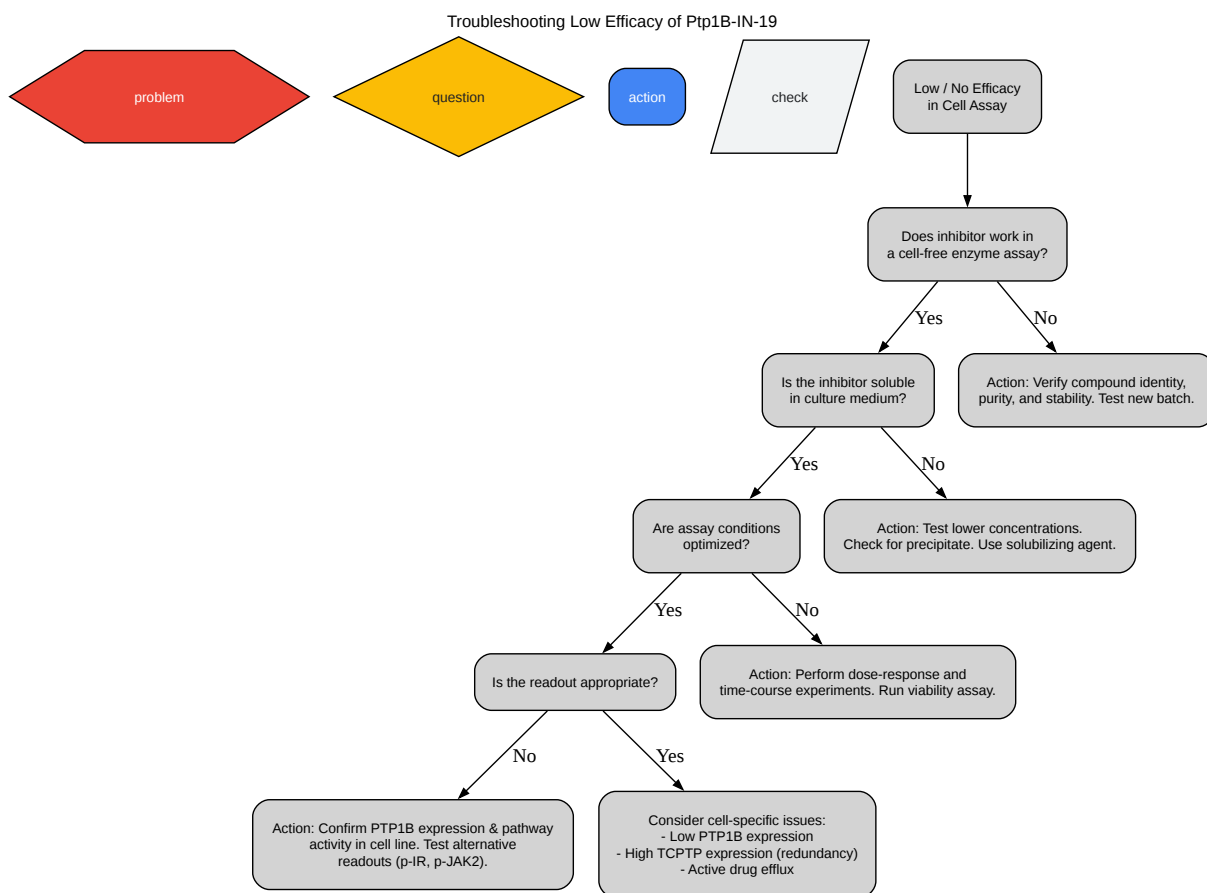 Troubleshooting Low Efficacy of Ptp1B-IN-19
problem
question
action
check
Low / No Efficacy
in Cell Assay
Does inhibitor work in
a cell-free enzyme assay?
Yes
No
Is the inhibitor soluble
in culture medium?
Action: Verify compound identity,
purity, and stability. Test new batch.
Yes
No
Are assay conditions
optimized?
Action: Test lower concentrations.
Check for precipitate. Use solubilizing agent.
Yes
No
Is the readout appropriate?
Action: Perform dose-response and
time-course experiments. Run viability assay.
No
Yes
Action: Confirm PTP1B expression & pathway
activity in cell line. Test alternative
readouts (p-IR, p-JAK2).
Consider cell-specific issues:
- Low PTP1B expression
- High TCPTP expression (redundancy)
- Active drug efflux